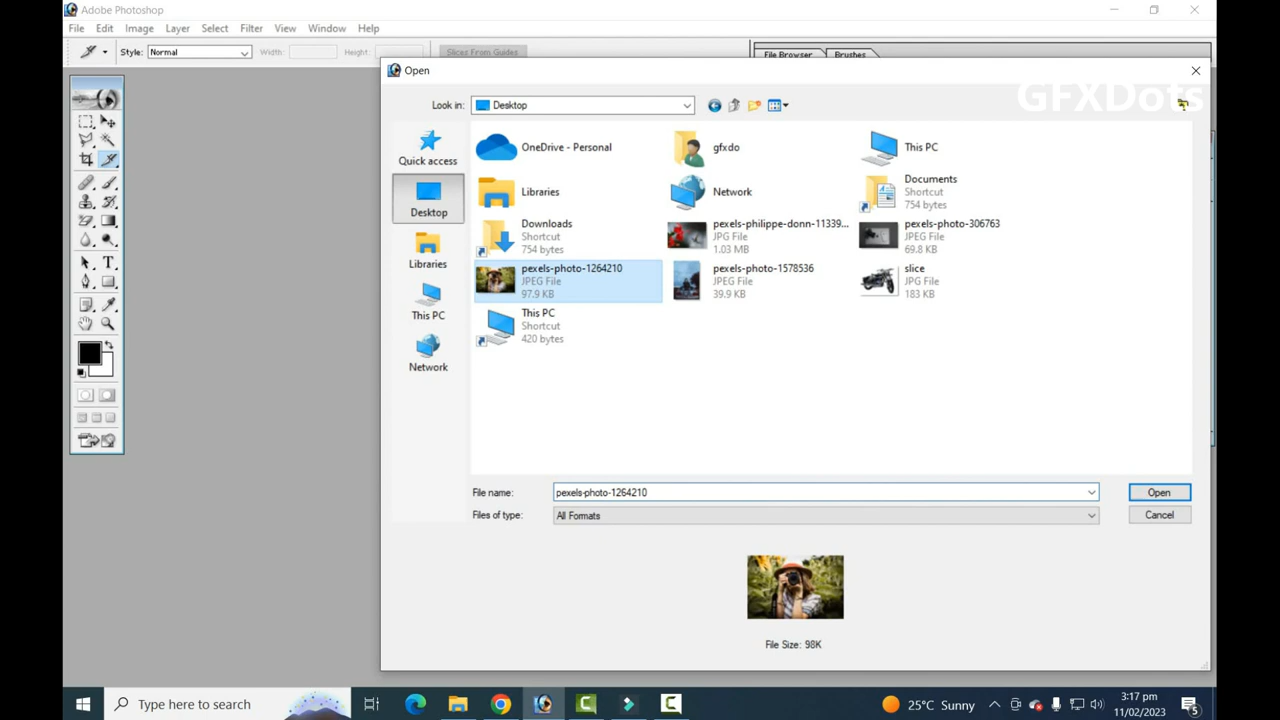 Adobe Photoshop
File Edit Image Layer Select Filter View Window Help
Style: Normal Width: Height: Slices From Guides File Browser Brushes
Open
GFXDots
Look in: Desktop
Quick access
Desktop
Libraries
This PC
Network
OneDrive - Personal
gfxdo
This PC
Libraries
Network
Documents
Shortcut
754 bytes
Downloads
Shortcut
754 bytes
pexels-philippe-donn-11339...
JPG File
1.03 MB
pexels-photo-306763
JPEG File
69.8 KB
pexels-photo-1264210
JPEG File
97.9 KB
pexels-photo-1578536
JPEG File
39.9 KB
slice
JPG File
183 KB
This PC
Shortcut
420 bytes
File name: pexels-photo-1264210 Open
Files of type: All Formats Cancel
File Size: 98K
Type here to search
25°C Sunny
3:17 pm
11/02/2023
5